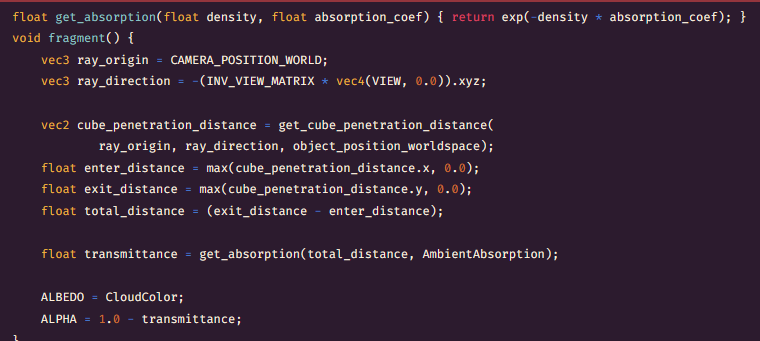 float get_absorption(float density, float absorption_coef) { return exp(-density * absorption_coef); }
void fragment() {
    vec3 ray_origin = CAMERA_POSITION_WORLD;
    vec3 ray_direction = -(INV_VIEW_MATRIX * vec4(VIEW, 0.0)).xyz;

    vec2 cube_penetration_distance = get_cube_penetration_distance(
            ray_origin, ray_direction, object_position_worldspace);
    float enter_distance = max(cube_penetration_distance.x, 0.0);
    float exit_distance = max(cube_penetration_distance.y, 0.0);
    float total_distance = (exit_distance - enter_distance);

    float transmittance = get_absorption(total_distance, AmbientAbsorption);

    ALBEDO = CloudColor;
    ALPHA = 1.0 - transmittance;
}